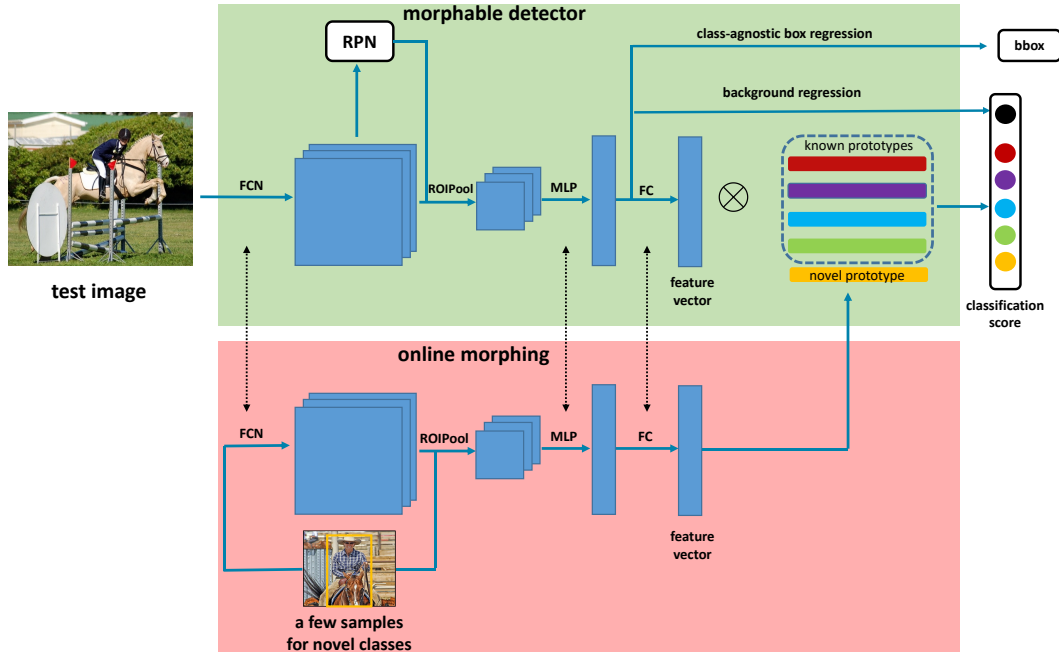 morphable detector
RPN
class-agnostic box regression
bbox
background regression
known prototypes
FCN
ROIPool
MLP
FC
novel prototype
test image
feature
vector
classification
score
online morphing
FCN
ROIPool
MLP
FC
feature
vector
a few samples
for novel classes